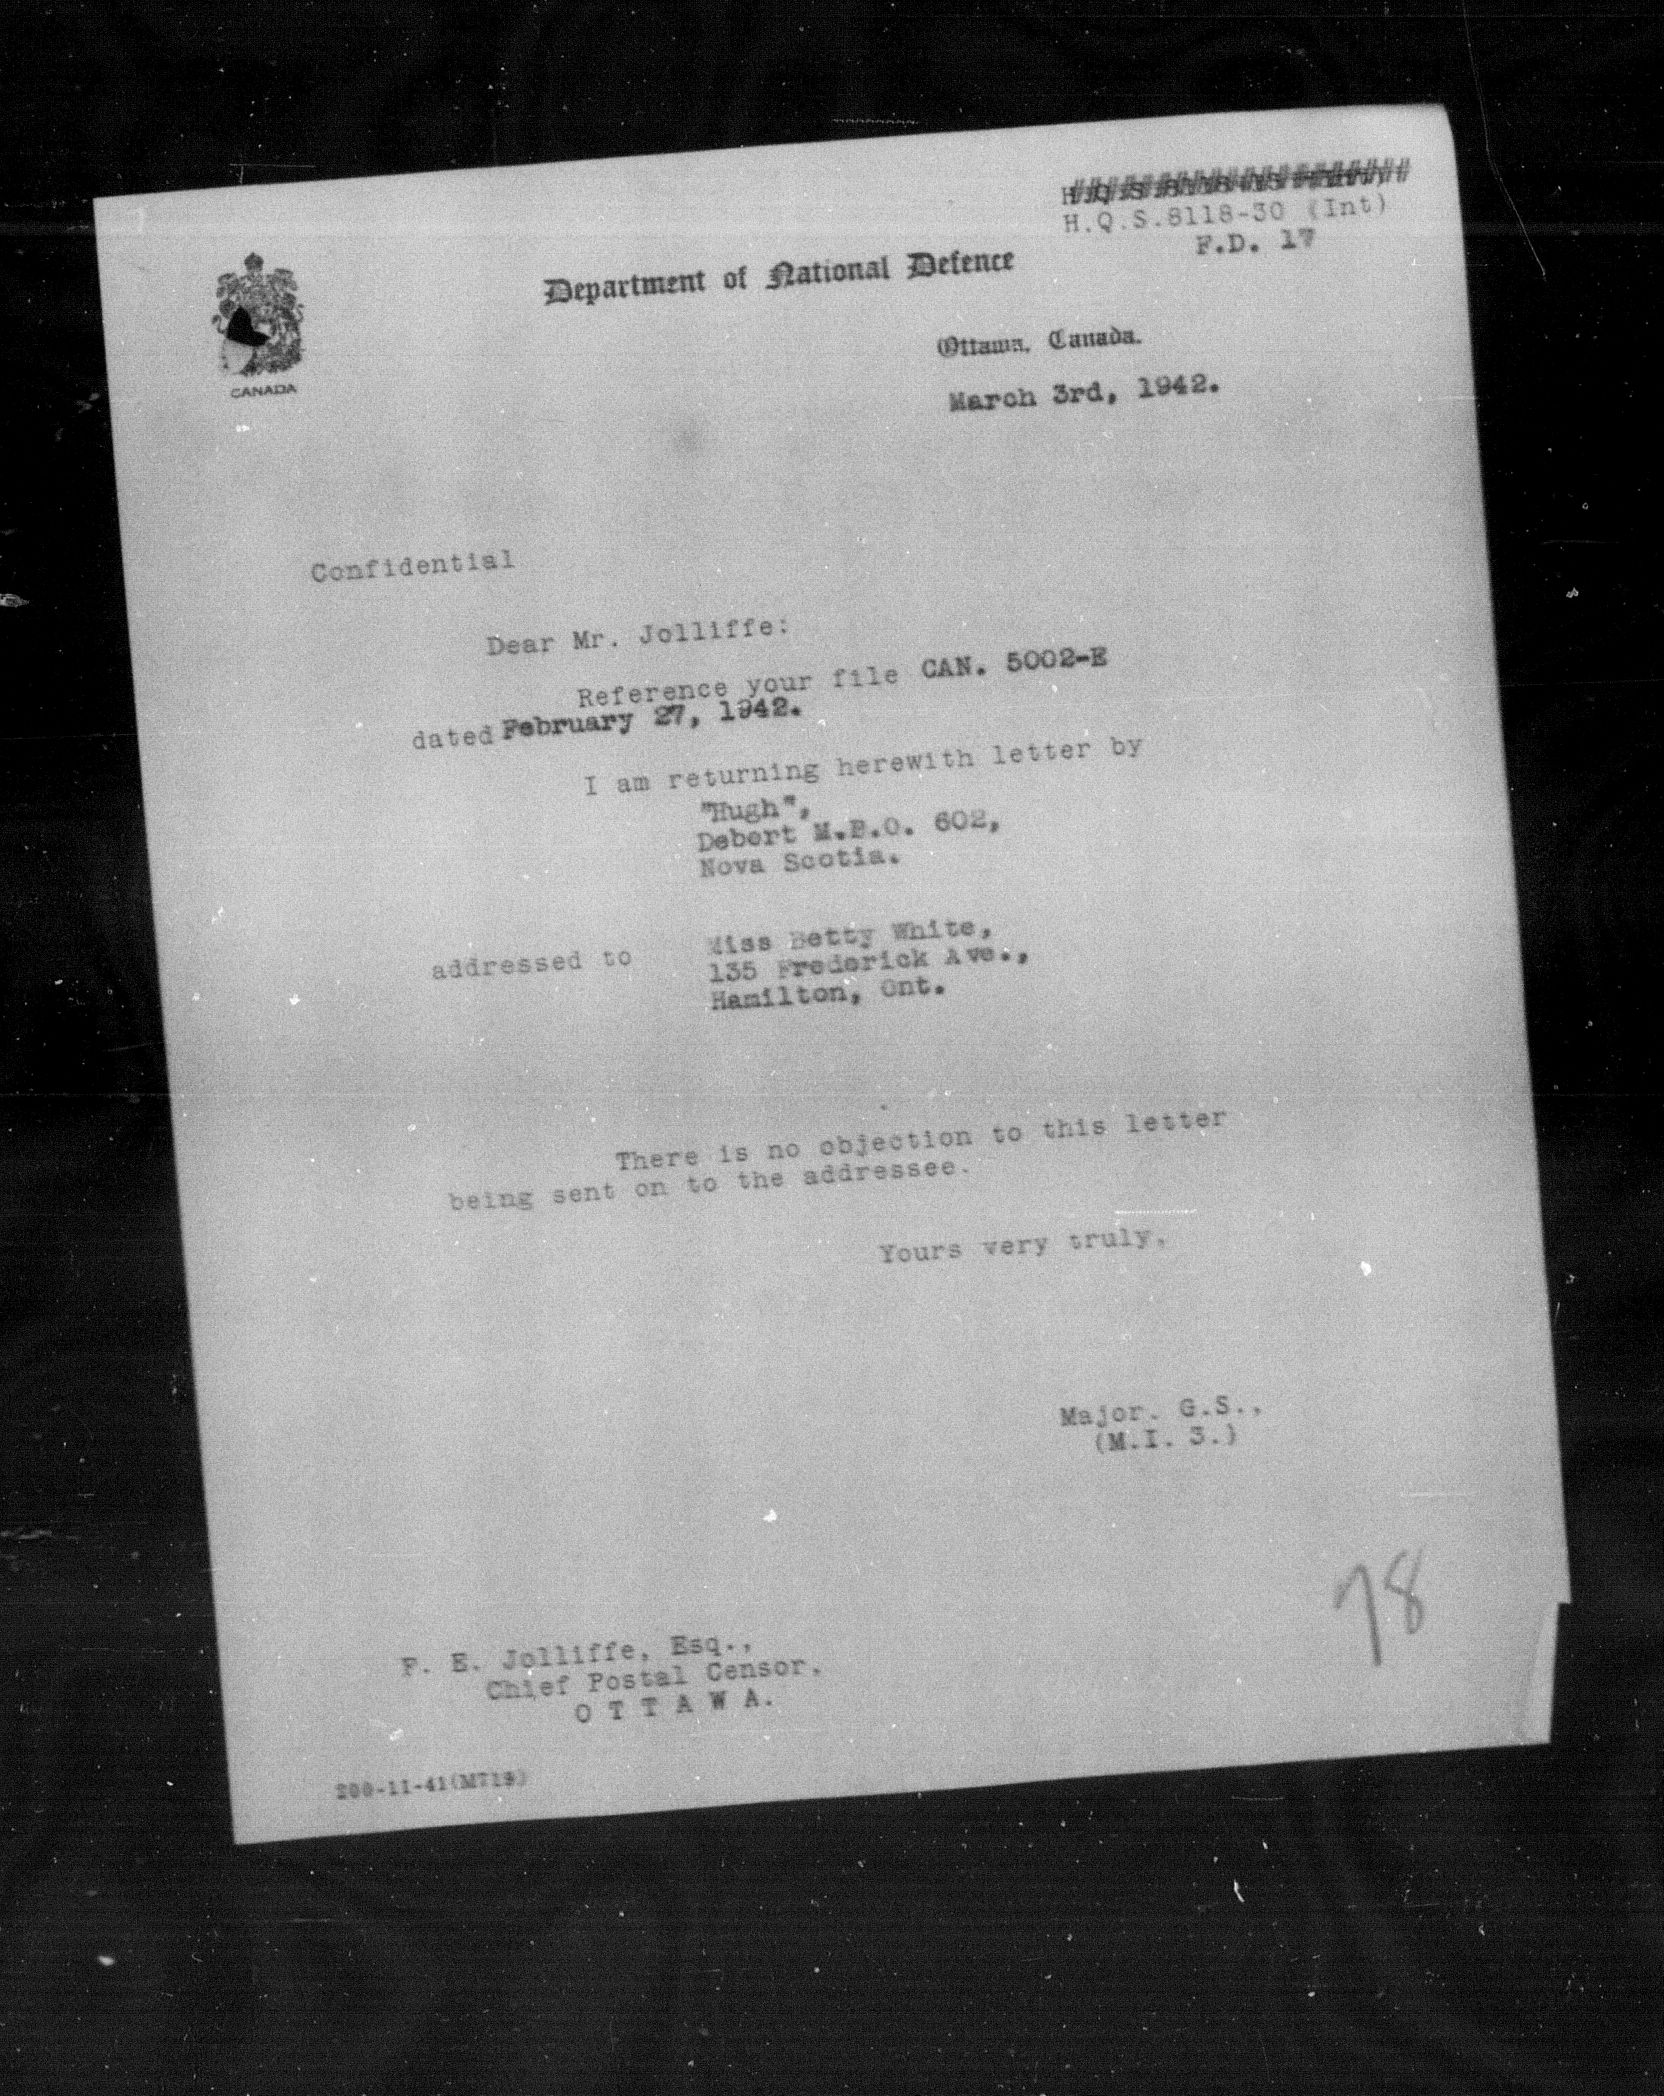 H.Q.S.8118-30 (Int)
F.D. 17
Department of National Defence
CANADA
Ottawa, Canada.
March 3rd, 1942.
Confidential
Dear Mr. Jolliffe:
Reference your file CAN. 5002-E
dated February 27, 1942.
I am returning herewith letter by
"Hugh",
Debert M.B.O. 602,
Nova Scotia.
addressed to Miss Betty White,
135 Frederick Ave.,
Hamilton, Ont.
There is no objection to this letter
being sent on to the addressee.
Yours very truly,
Major. G.S.,
(M.I. 3.)
78
F. E. Jolliffe, Esq.,
Chief Postal Censor,
O T T A W A.
200-11-41(M719)